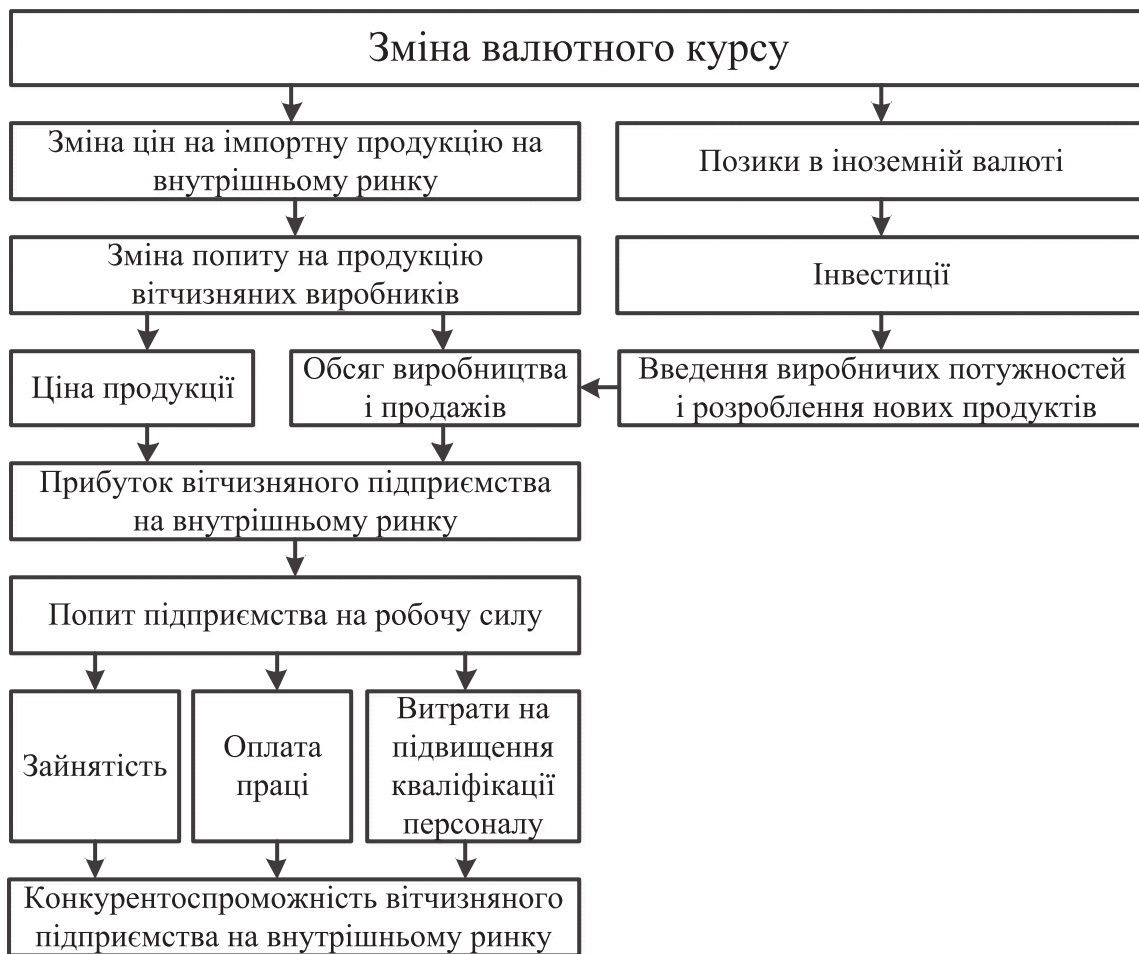 Зміна валютного курсу
Зміна цін на імпортну продукцію на
внутрішньому ринку
Позики в іноземній валюті
Зміна попиту на продукцію
вітчизняних виробників
Інвестиції
Ціна продукції
Обсяг виробництва
і продажів
Введення виробничих потужностей
і розроблення нових продуктів
Прибуток вітчизняного підприємства
на внутрішньому ринку
Попит підприємства на робочу силу
Зайнятість
Оплата
праці
Витрати на
підвищення
кваліфікації
персоналу
Конкурентоспроможність вітчизняного
підприємства на внутрішньому ринку